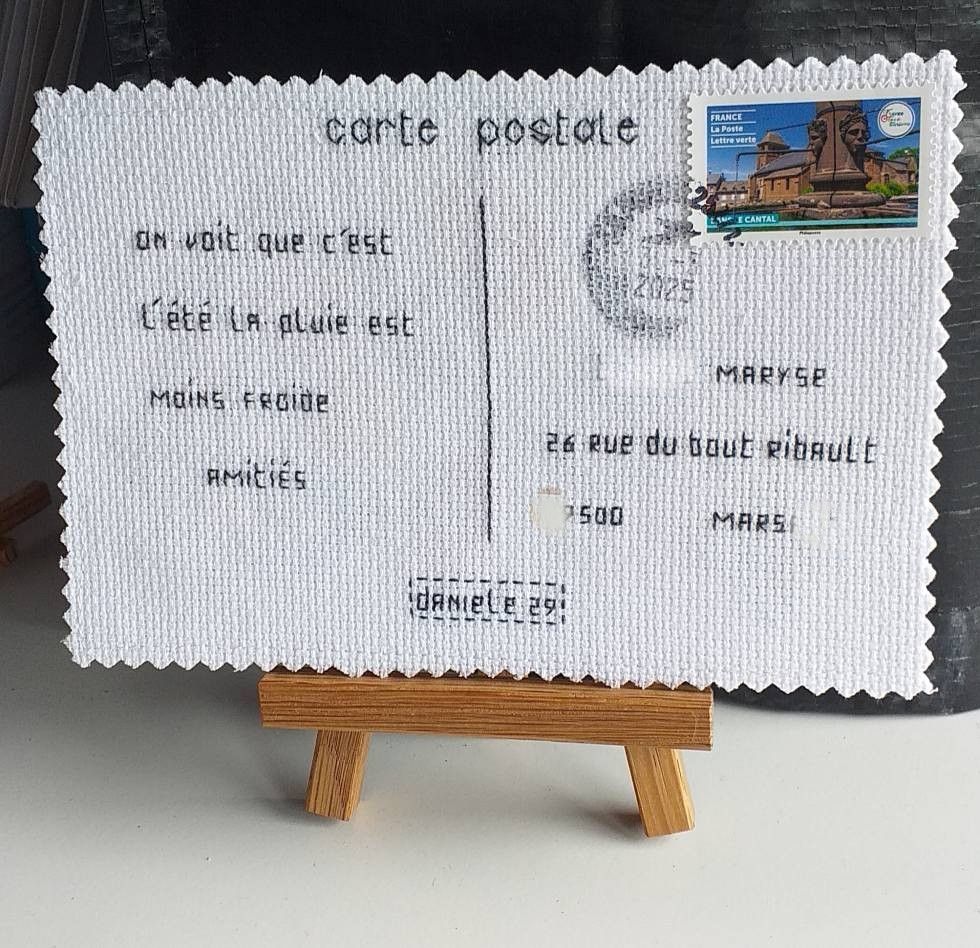 carte postale
FRANCE
La Poste
Lettre verte
CANTAL
2025
on voit que c'est
l'été la pluie est
moins froide
amitiés
MARYSE
26 rue du bout ribault
500 MARS
daniele 29